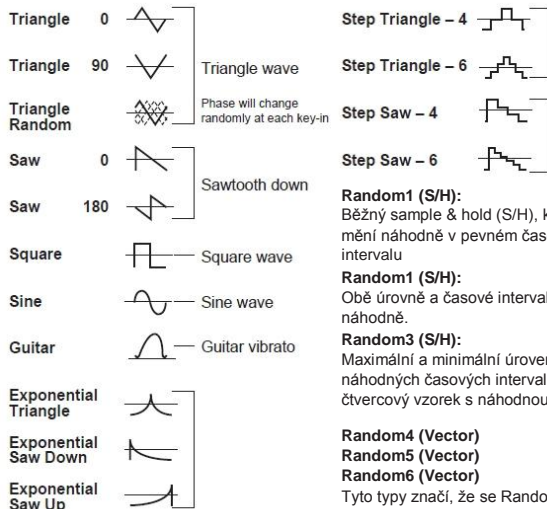 Triangle 0
Triangle 90
Triangle wave
Triangle
Random
Phase will change
randomly at each key-in
Saw 0
Saw 180
Sawtooth down
Square
Square wave
Sine
Sine wave
Guitar
Guitar vibrato
Exponential
Triangle
Exponential
Saw Down
Exponential
Saw Up
Step Triangle – 4
Step Triangle – 6
Step Saw – 4
Step Saw – 6
Random1 (S/H):
Běžný sample & hold (S/H), k
mění náhodně v pevném čas
intervalu
Random1 (S/H):
Obě úrovně a časové interval
náhodně.
Random3 (S/H):
Maximální a minimální úroveň
náhodných časových interval
čtvercový vzorek s náhodnou
Random4 (Vector)
Random5 (Vector)
Random6 (Vector)
Tyto typy značí, že se Rando